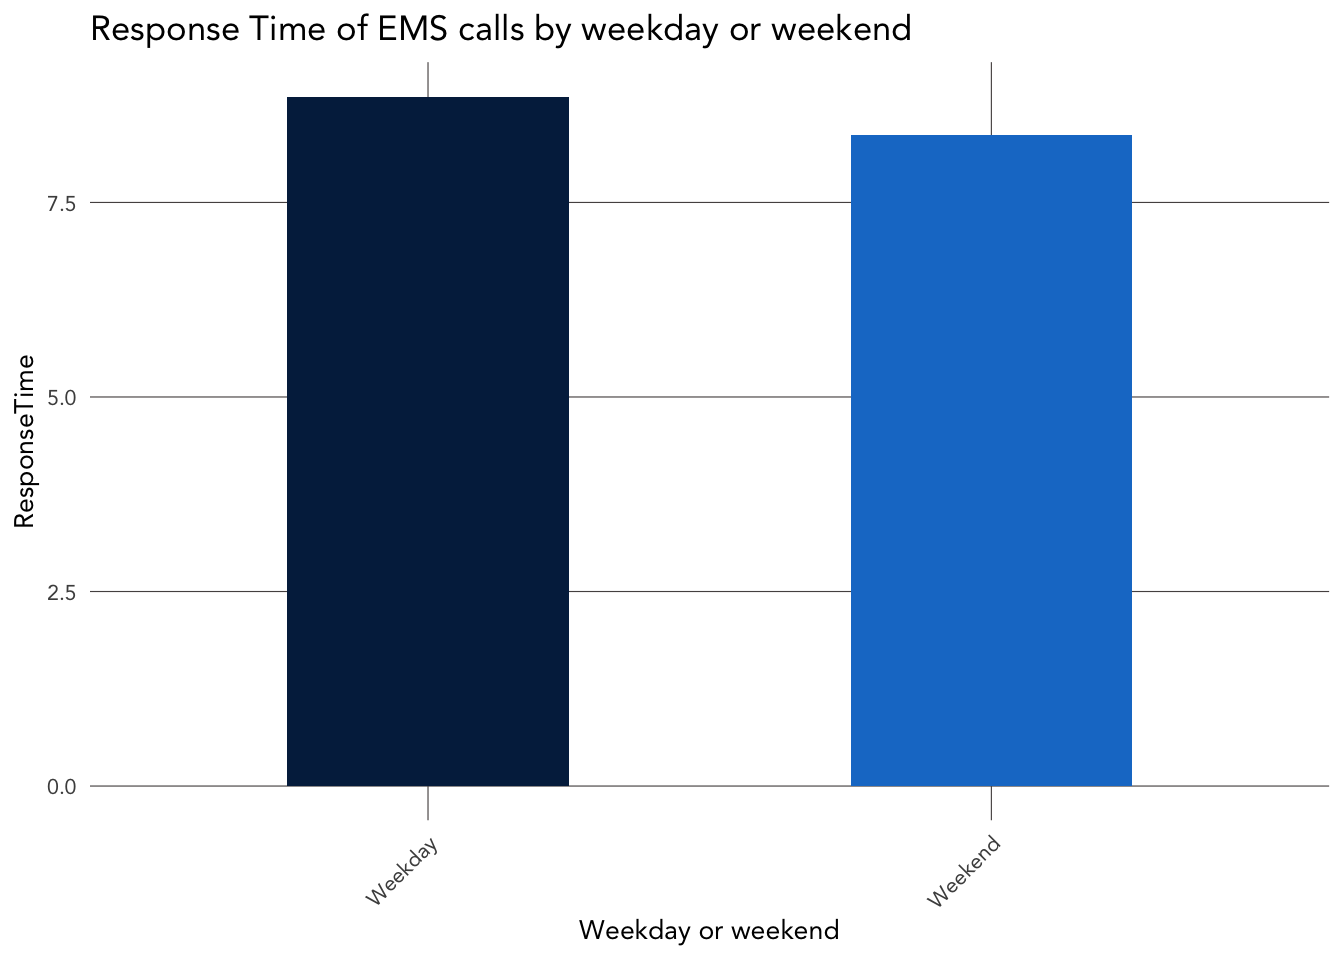 Response Time of EMS calls by weekday or weekend
ResponseTime
7.5
5.0
2.5
0.0
Weekday
Weekend
Weekday or weekend